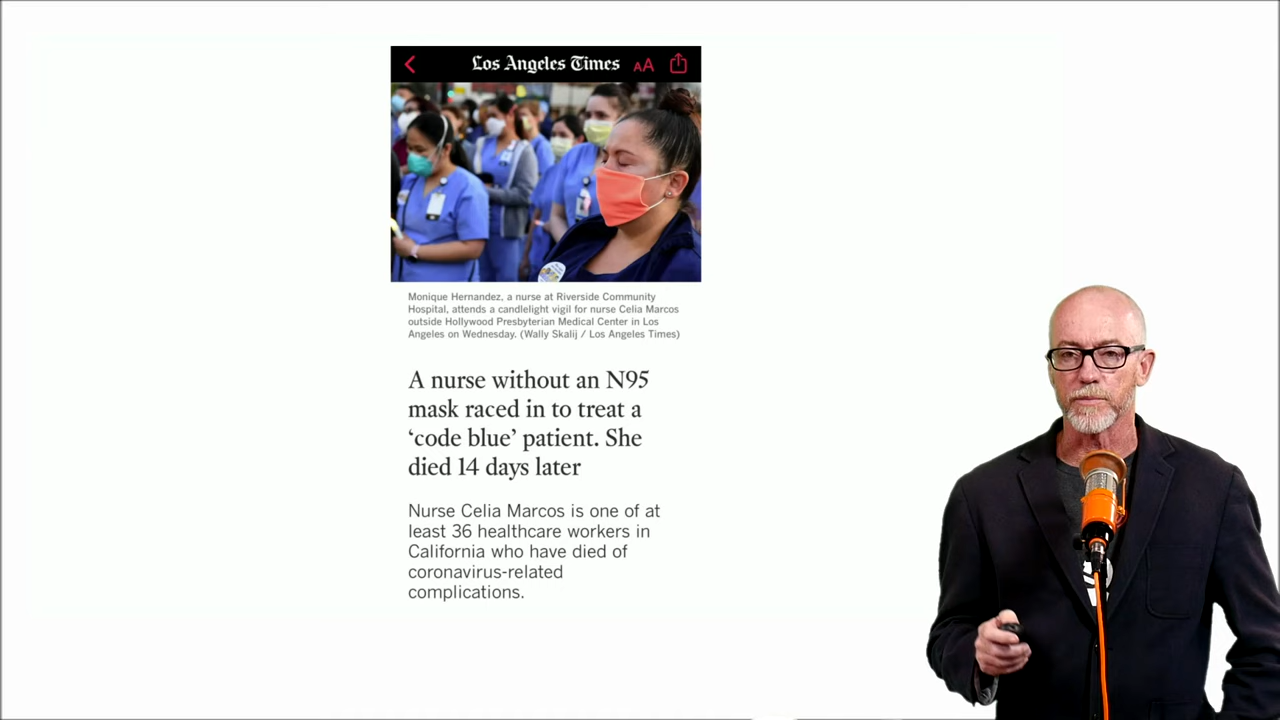 Los Angeles Times
AA
Monique Hernandez, a nurse at Riverside Community
Hospital, attends a candlelight vigil for nurse Celia Marcos
outside Hollywood Presbyterian Medical Center in Los
Angeles on Wednesday. (Wally Skalij / Los Angeles Times)
A nurse without an N95
mask raced in to treat a
‘code blue’ patient. She
died 14 days later
Nurse Celia Marcos is one of at
least 36 healthcare workers in
California who have died of
coronavirus-related
complications.